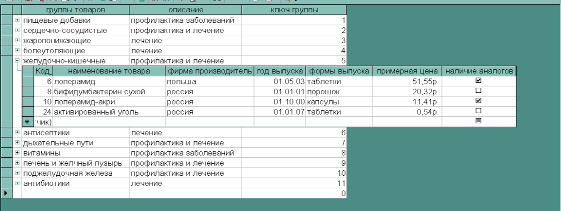 группы товаров описание ключ группы
пищевые добавки профилактика заболеваний 1
сердечно-сосудистые профилактика и лечение 2
жаропонижающие лечение 3
болеутоляющие лечение 4
желудочно-кишечные профилактика и лечение 5
Код наименование товара фирма производитель год выпуска формы выпуска примерная цена наличие аналогов
6 лоперамид польша 01.05.03 таблетки 51,55р.
8 бифидумбактерин сухой россия 01.01.01 порошок 20,32р.
10 лоперамид-акри россия 01.10.00 капсулы 11,41р.
24 активированный уголь россия 01.01.07 таблетки 0,54р.
чик)
антисептики лечение 6
дыхательные пути профилактика и лечение 7
витамины профилактика заболеваний 8
печень и желчный пузырь профилактика и лечение 9
поджелудочная железа профилактика и лечение 10
антибиотики лечение 11
0